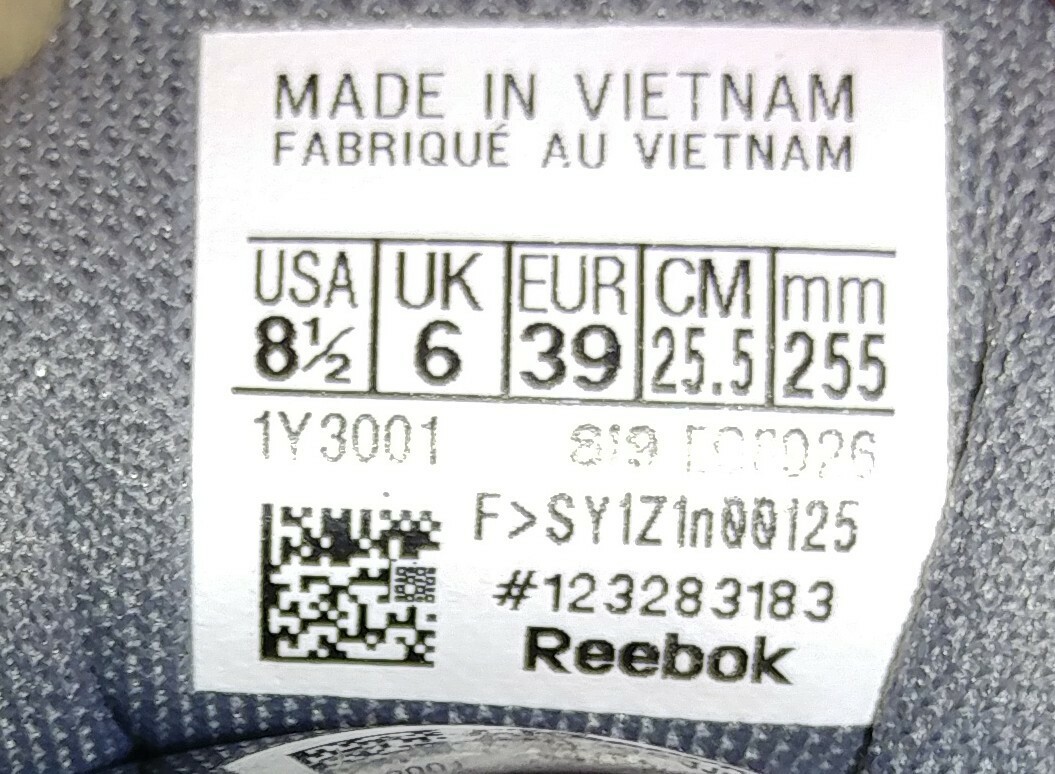 MADE IN VIETNAM
FABRIQUÉ AU VIETNAM
USA UK EUR CM mm
8½ 6 39 25.5 255
1Y3001
F>SY1Z1n00125
#123283183
Reebok